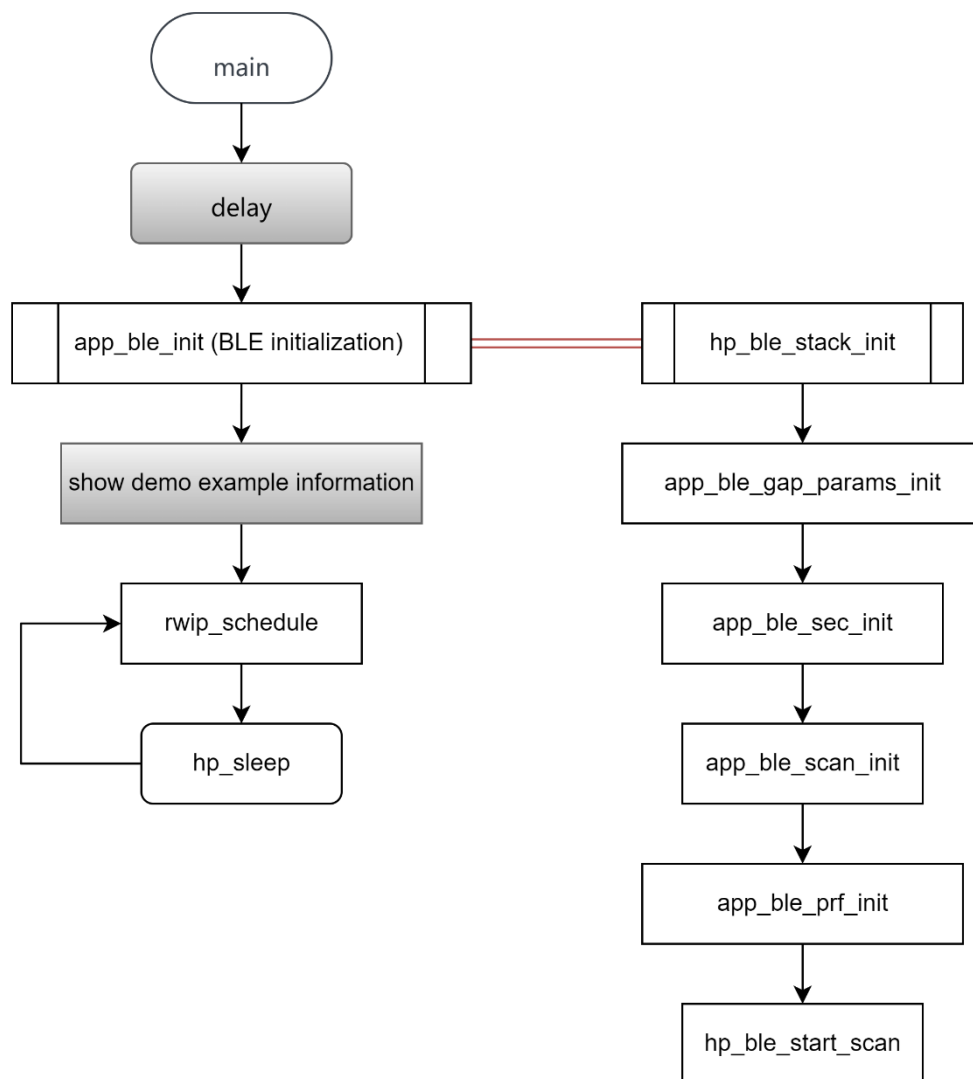 main
delay
app_ble_init (BLE initialization)
show demo example information
rwip_schedule
hp_sleep
hp_ble_stack_init
app_ble_gap_params_init
app_ble_sec_init
app_ble_scan_init
app_ble_prf_init
hp_ble_start_scan